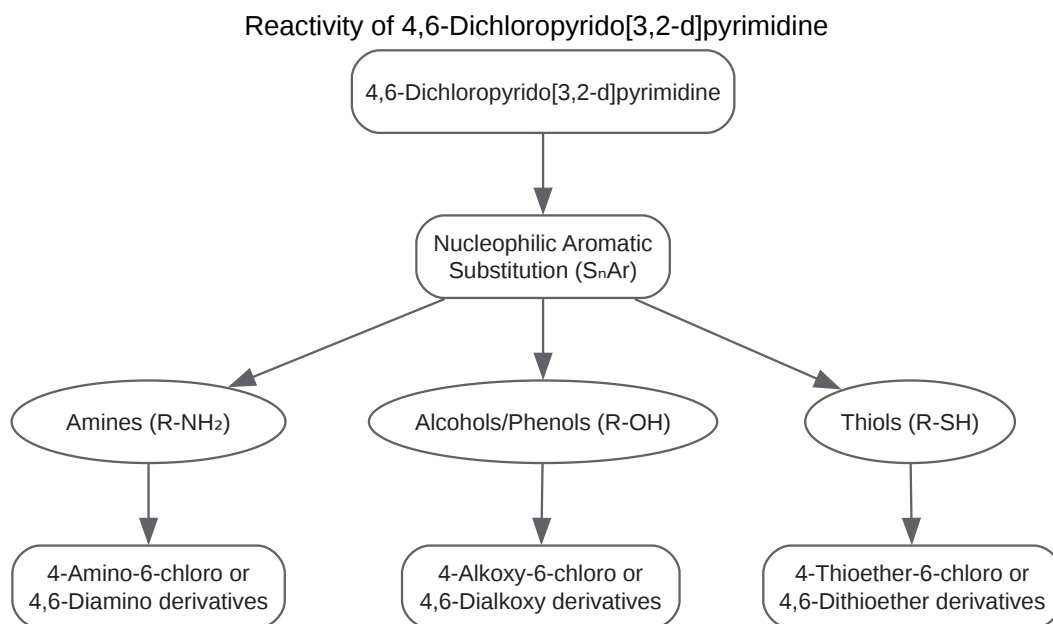 Reactivity of 4,6-Dichloropyrido[3,2-d]pyrimidine
4,6-Dichloropyrido[3,2-d]pyrimidine
Nucleophilic Aromatic
Substitution (SₙAr)
Amines (R-NH₂)
Alcohols/Phenols (R-OH)
Thiols (R-SH)
4-Amino-6-chloro or
4,6-Diamino derivatives
4-Alkoxy-6-chloro or
4,6-Dialkoxy derivatives
4-Thioether-6-chloro or
4,6-Dithioether derivatives